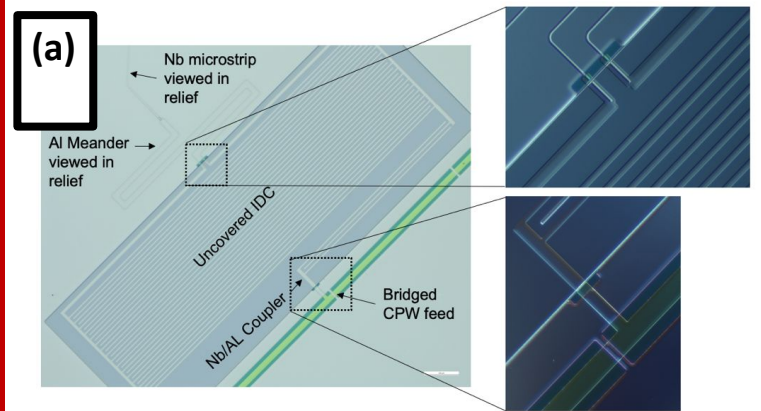 (a)
Nb microstrip
viewed in
relief
Al Meander
viewed in
relief
Uncovered IDC
Nb/AL Coupler
Bridged
CPW feed